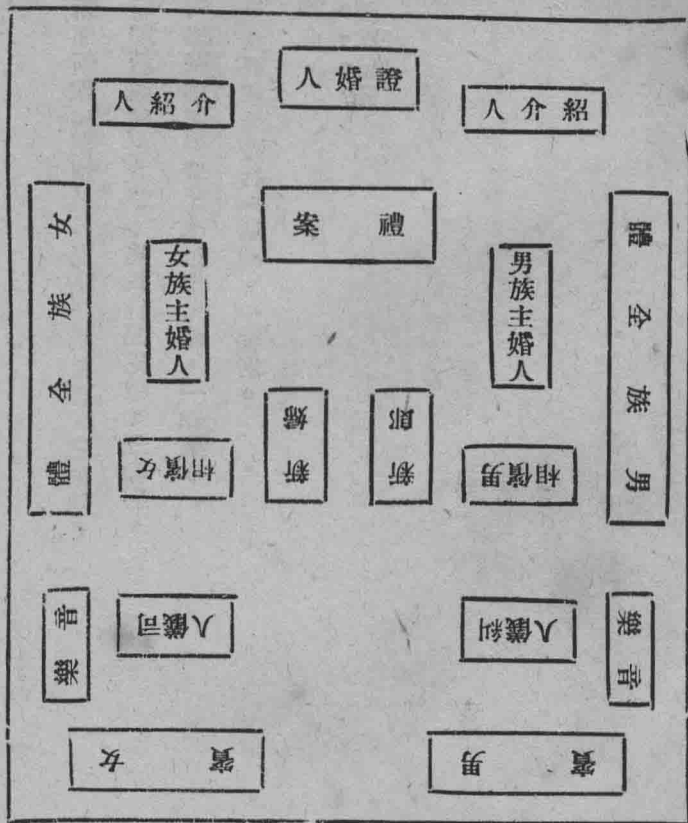 證婚人
紹介人
介紹人
禮案
男族全體
男族主婚人
女族主婚人
女族全體
新郎
新婦
男儐相
女儐相
糾儀人
司儀人
音樂
音樂
男賓
女賓